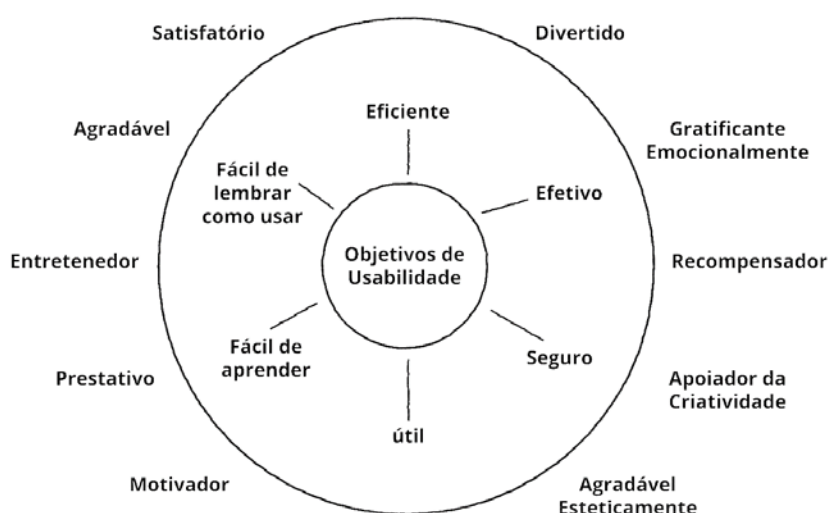 Satisfatório
Divertido
Eficiente
Agradável
Gratificante
Emocionalmente
Fácil de
lembrar
como usar
Efetivo
Entretenedor
Objetivos de
Usabilidade
Recompensador
Fácil de
aprender
Seguro
Prestativo
Apoiador da
Criatividade
útil
Motivador
Agradável
Esteticamente